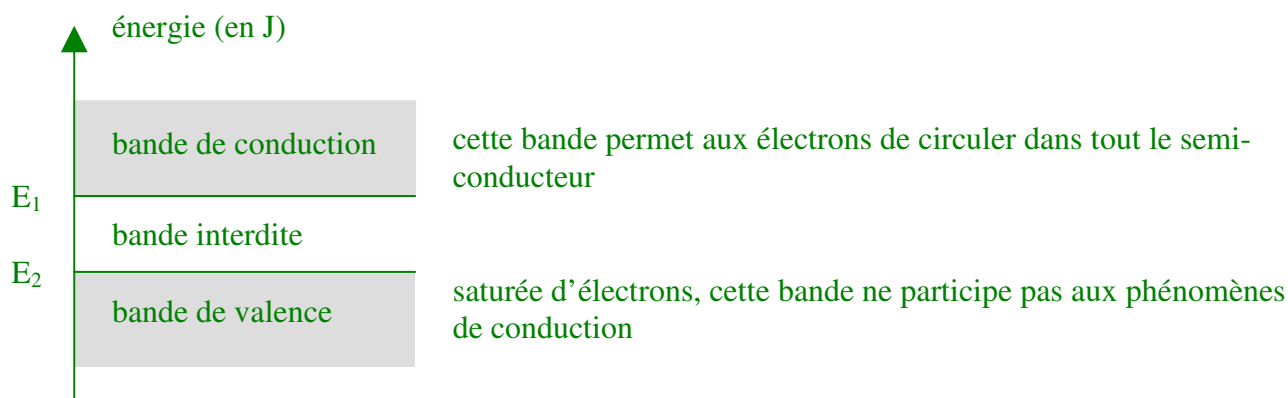 énergie (en J)
bande de conduction
cette bande permet aux électrons de circuler dans tout le semi-
conducteur
E₁
bande interdite
E₂
bande de valence
saturée d’électrons, cette bande ne participe pas aux phénomènes
de conduction